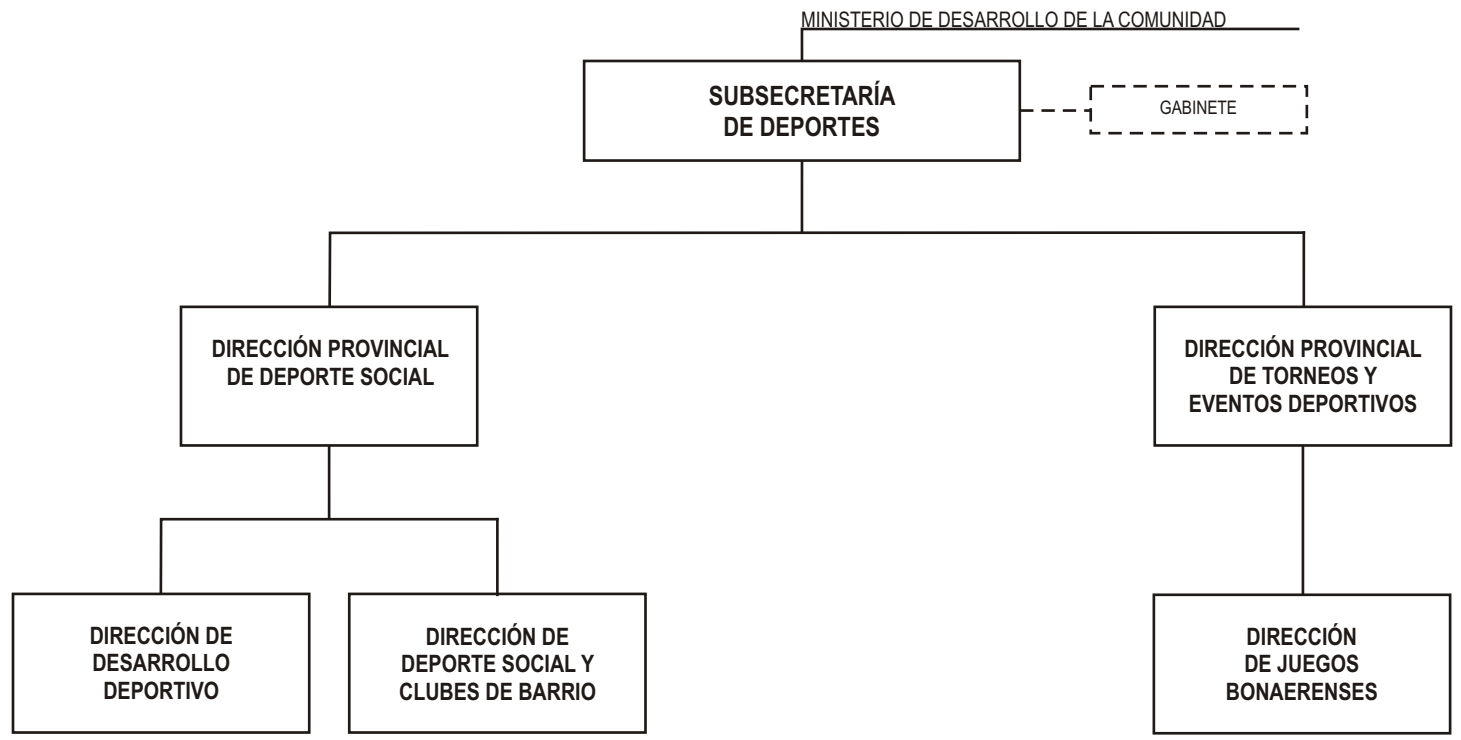 MINISTERIO DE DESARROLLO DE LA COMUNIDAD
SUBSECRETARÍA
DE DEPORTES
GABINETE
DIRECCIÓN PROVINCIAL
DE DEPORTE SOCIAL
DIRECCIÓN PROVINCIAL
DE TORNEOS Y
EVENTOS DEPORTIVOS
DIRECCIÓN DE
DESARROLLO
DEPORTIVO
DIRECCIÓN DE
DEPORTE SOCIAL Y
CLUBES DE BARRIO
DIRECCIÓN
DE JUEGOS
BONAERENSES